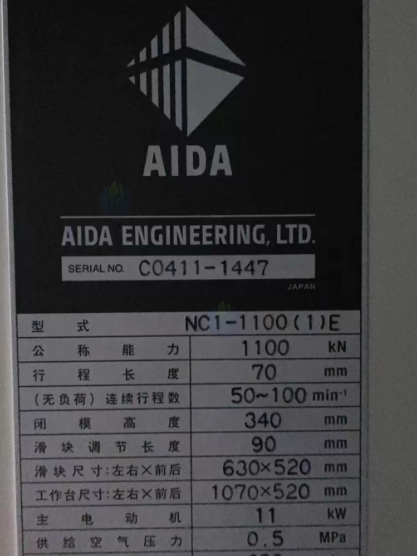 AIDA
AIDA ENGINEERING, LTD.
SERIAL NO. C0411-1447
JAPAN
型式 NC1-1100(1)E
公称能力 1100 kN
行程长度 70 mm
(无负荷)连续行程数 50~100 min-1
闭模高度 340 mm
滑块调节长度 90 mm
滑块尺寸:左右×前后 630×520 mm
工作台尺寸:左右×前后 1070×520 mm
主电动机 11 kW
供给空气压力 0.5 MPa